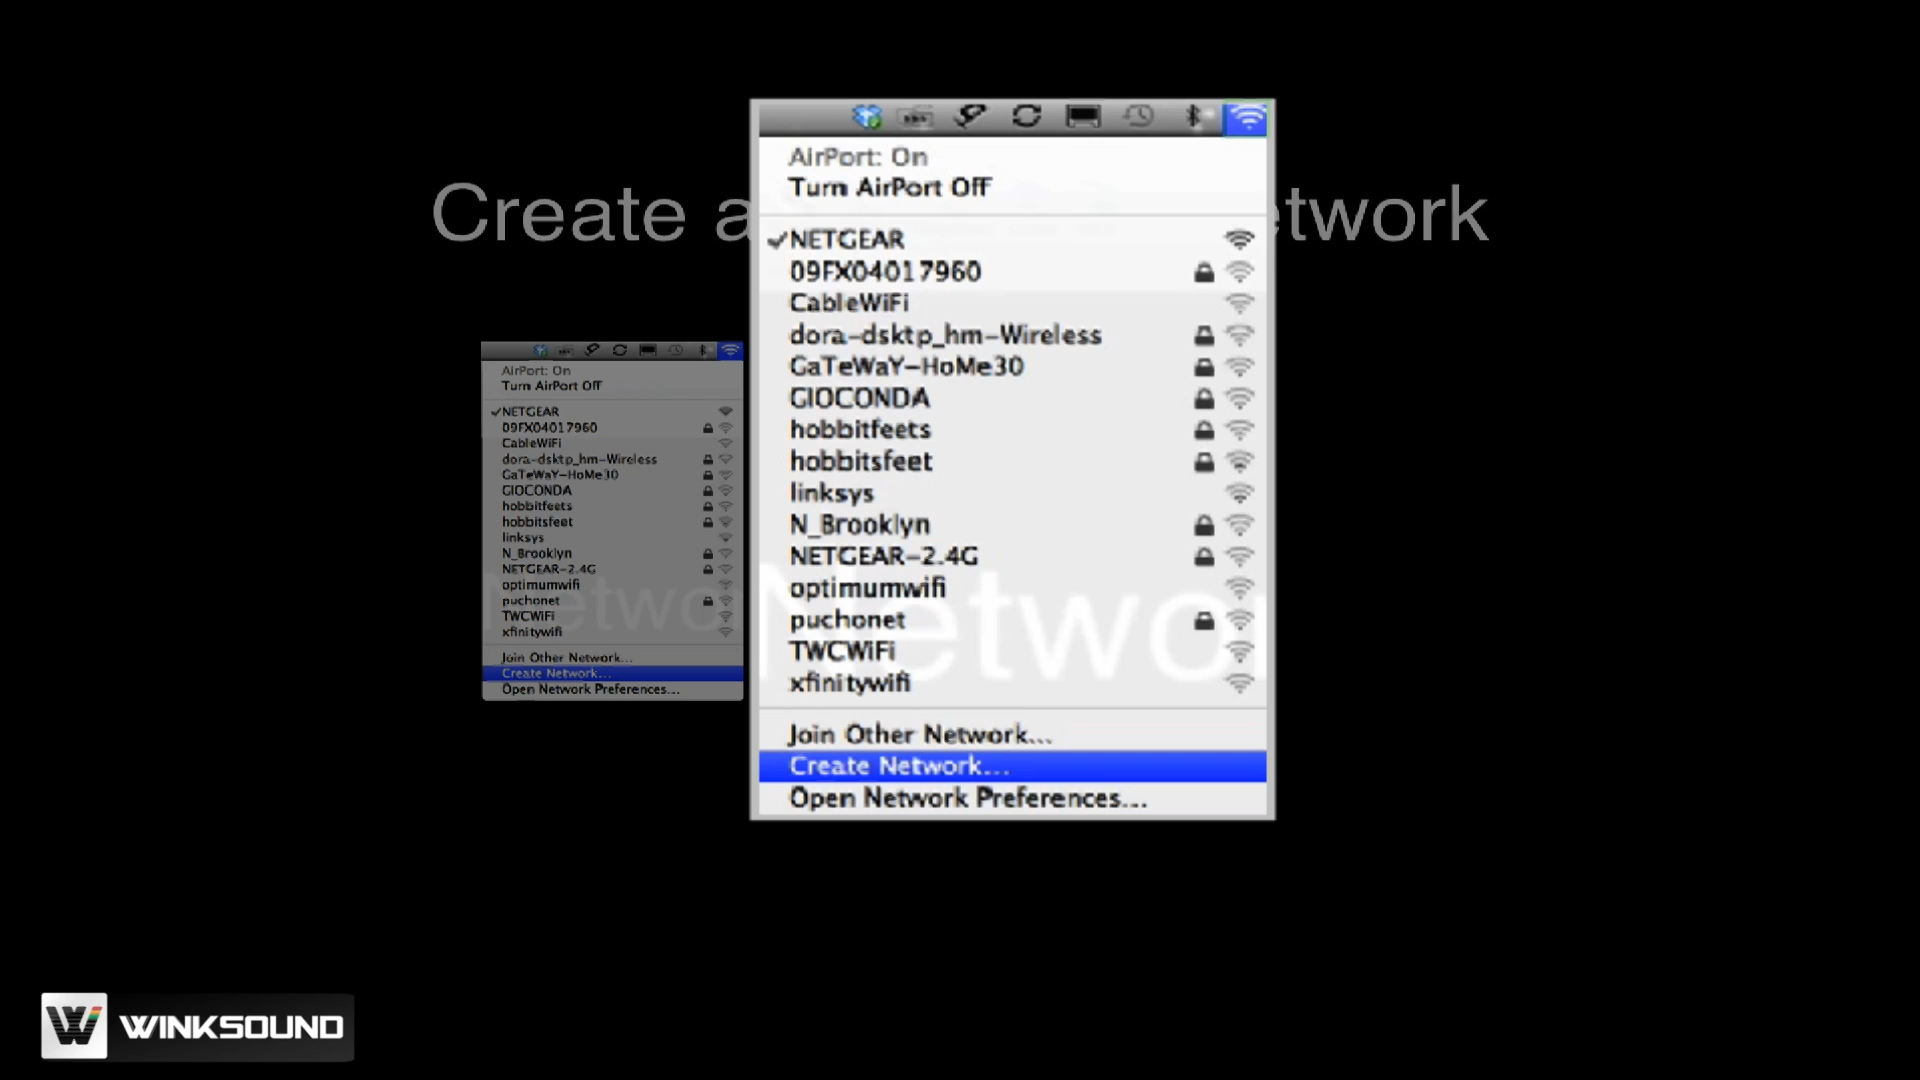 Create a
etwork
AirPort: On
Turn AirPort Off
NETGEAR
09FX04017960
CableWiFi
dora-dsktp_hm-Wireless
GaTeWaY-HoMe30
GIOCONDA
hobbitfeets
hobbitsfeet
linksys
N_Brooklyn
NETGEAR-2.4G
optimumwifi
puchonet
TWCWiFi
xfinitywifi
Join Other Network...
Create Network...
Open Network Preferences...
AirPort: On
Turn AirPort Off
NETGEAR
09FX04017960
CableWiFi
dora-dsktp_hm-Wireless
GaTeWaY-HoMe30
GIOCONDA
hobbitfeets
hobbitsfeet
linksys
N_Brooklyn
NETGEAR-2.4G
optimumwifi
puchonet
TWCWiFi
xfinitywifi
Join Other Network...
Create Network...
Open Network Preferences...
Networ
Netwo
W WINKSOUND